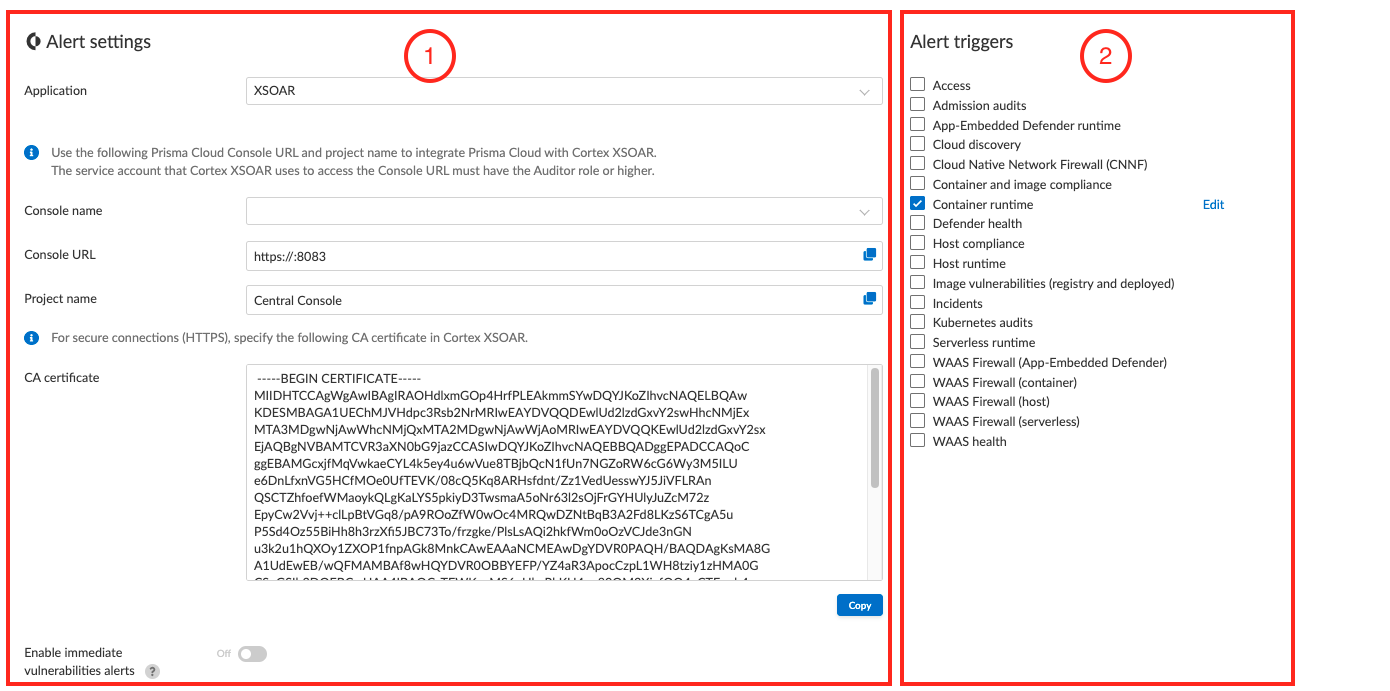 Alert settings
1
Application
XSOAR
Use the following Prisma Cloud Console URL and project name to integrate Prisma Cloud with Cortex XSOAR.
The service account that Cortex XSOAR uses to access the Console URL must have the Auditor role or higher.
Console name
Console URL
https://:8083
Project name
Central Console
For secure connections (HTTPS), specify the following CA certificate in Cortex XSOAR.
CA certificate
-----BEGIN CERTIFICATE-----
MIIDHTCCAgWgAwIBAgIRAOHdlxmGOp4HrfPLEAkmmSYwDQYJKoZIhvcNAQELBQAw
KDESMBAGA1UEChMJVHdpc3Rsb2NrMRIwEAYDVQQDEwlUd2lzdGxvY2swHhcNMjEx
MTA3MDgwNjAwWhcNMjQxMTA2MDgwNjAwWjAoMRIwEAYDVQQKEwlUd2lzdGxvY2sx
EjAQBgNVBAMTCVR3aXN0bG9jazCCASIwDQYJKoZIhvcNAQEBBQADggEPADCCAQoC
ggEBAMGcxjfMqVwkaeCYL4k5ey4u6wVue8TBjbQcN1fUn7NGZoRW6cG6Wy3M5ILU
e6DnLfxnVG5HCfMOe0UfTEVK/08cQ5Kq8ARHsfdnt/Zz1VedUesswYJ5JiVFLRAn
QSCTZhfoefWMaoykQLgKaLYS5pkiyD3TwsmaA5oNr63l2sOjFrGYHUlyJuZcM72z
EpyCw2Vvj++clLpBtVGq8/pA9ROoZfW0wOc4MRQwDZNtBqB3A2Fd8LKzS6TCgA5u
P5Sd4Oz55BiHh8h3rzXfi5JBC73To/frzgke/PlsLsAQi2hkfWm0oOzVCJde3nGN
u3k2u1hQXOy1ZXOP1fnpAGk8MnkCAwEAAaNCMEAwDgYDVR0PAQH/BAQDAgKsMA8G
A1UdEwEB/wQFMAMBAf8wHQYDVR0OBBYEFP/YZ4aR3ApocCzpL1WH8tziy1zHMA0G
Copy
Enable immediate
vulnerabilities alerts ?
Off
Alert triggers
2
Access
Admission audits
App-Embedded Defender runtime
Cloud discovery
Cloud Native Network Firewall (CNNF)
Container and image compliance
Container runtime Edit
Defender health
Host compliance
Host runtime
Image vulnerabilities (registry and deployed)
Incidents
Kubernetes audits
Serverless runtime
WAAS Firewall (App-Embedded Defender)
WAAS Firewall (container)
WAAS Firewall (host)
WAAS Firewall (serverless)
WAAS health